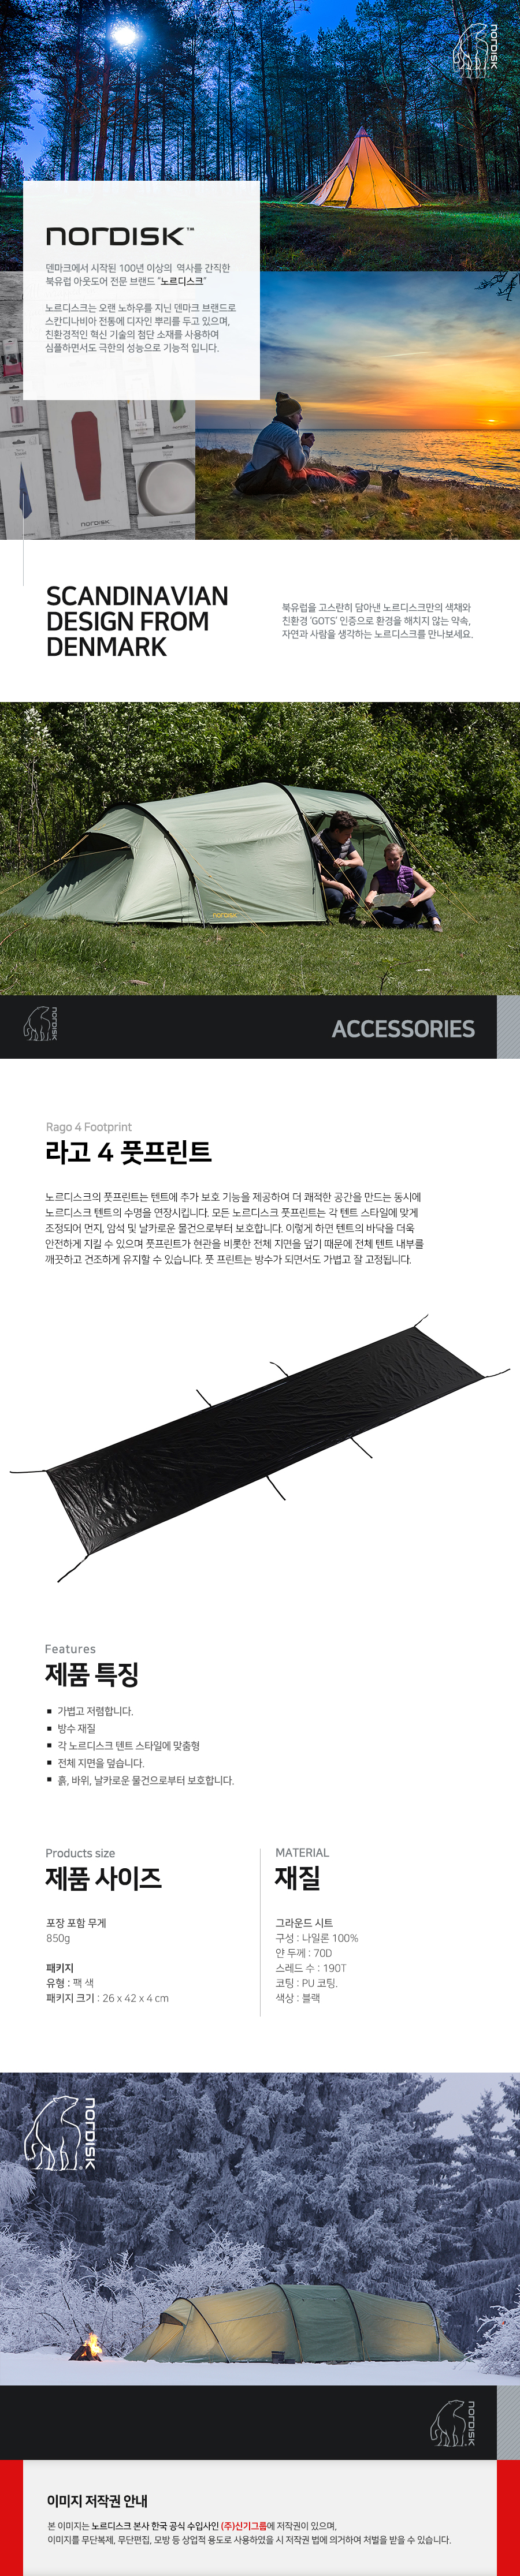 nordisk
nordisk™
덴마크에서 시작된 100년 이상의 역사를 간직한
북유럽 아웃도어 전문 브랜드 "노르디스크"
노르디스크는 오랜 노하우를 지닌 덴마크 브랜드로
스칸디나비아 전통에 디자인 뿌리를 두고 있으며,
친환경적인 혁신 기술의 첨단 소재를 사용하여
심플하면서도 극한의 성능으로 기능적 입니다.
nordisk
SCANDINAVIAN
DESIGN FROM
DENMARK
북유럽을 고스란히 담아낸 노르디스크만의 색채와
친환경 'GOTS' 인증으로 환경을 해치지 않는 약속,
자연과 사람을 생각하는 노르디스크를 만나보세요.
nordisk
nordisk
ACCESSORIES
Rago 4 Footprint
라고 4 풋프린트
노르디스크의 풋프린트는 텐트에 추가 보호 기능을 제공하여 더 쾌적한 공간을 만드는 동시에
노르디스크 텐트의 수명을 연장시킵니다. 모든 노르디스크 풋프린트는 각 텐트 스타일에 맞게
조정되어 먼지, 암석 및 날카로운 물건으로부터 보호합니다. 이렇게 하면 텐트의 바닥을 더욱
안전하게 지킬 수 있으며 풋프린트가 현관을 비롯한 전체 지면을 덮기 때문에 전체 텐트 내부를
깨끗하고 건조하게 유지할 수 있습니다. 풋 프린트는 방수가 되면서도 가볍고 잘 고정됩니다.
Features
제품 특징
■ 가볍고 저렴합니다.
■ 방수 재질
■ 각 노르디스크 텐트 스타일에 맞춤형
■ 전체 지면을 덮습니다.
■ 흙, 바위, 날카로운 물건으로부터 보호합니다.
Products size
제품 사이즈
포장 포함 무게
850g
패키지
유형 : 팩 색
패키지 크기 : 26 x 42 x 4 cm
MATERIAL
재질
그라운드 시트
구성 : 나일론 100%
얀 두께 : 70D
스레드 수 : 190T
코팅 : PU 코팅.
색상 : 블랙
nordisk
nordisk
이미지 저작권 안내
본 이미지는 노르디스크 본사 한국 공식 수입사인 (주)신기그룹에 저작권이 있으며,
이미지를 무단복제, 무단편집, 모방 등 상업적 용도로 사용하였을 시 저작권 법에 의거하여 처벌을 받을 수 있습니다.